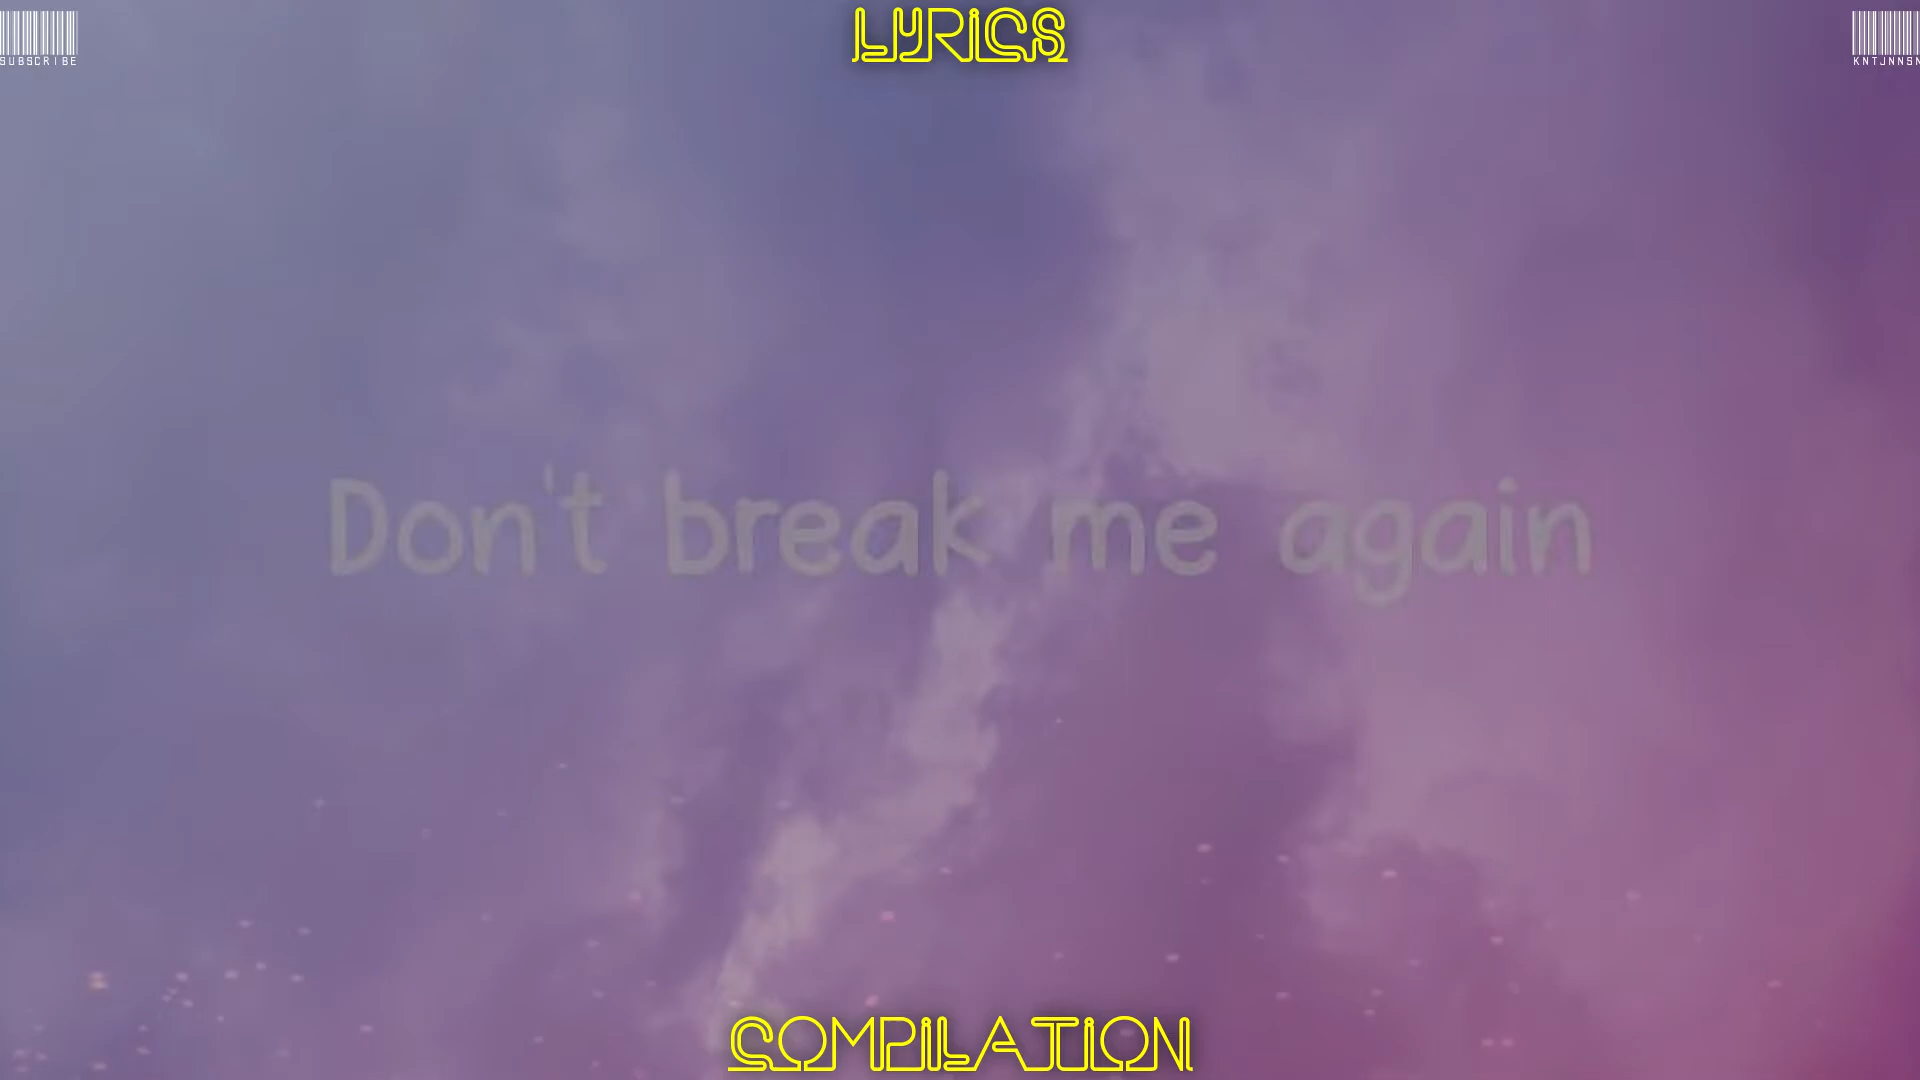 LYRICS
SUBSCRIBE
KNTJNNSN
Don't break me again
COMPILATION